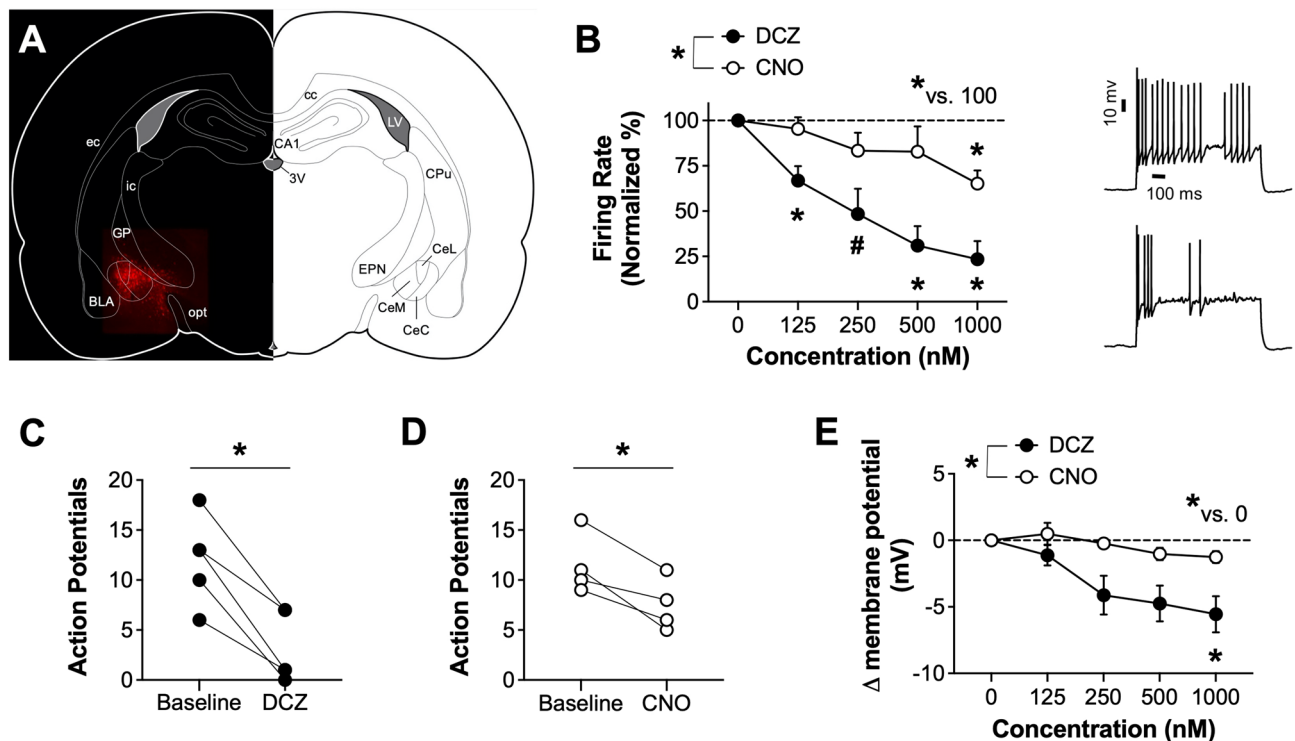 A
cc
LV
ec
CA1
3V
CPu
ic
GP
CeL
EPN
BLA
CeM
opt
CeC
B
* DCZ
CNO
* vs. 100
Firing Rate
(Normalized %)
100
75
50
25
0
*
*
#
* *
0 125 250 500 1000
Concentration (nM)
10 mv
100 ms
C
*
Action Potentials
20
15
10
5
0
Baseline DCZ
D
*
Action Potentials
20
15
10
5
0
Baseline CNO
E
* DCZ
CNO
* vs. 0
Δ membrane potential
(mV)
5
0
-5
-10
*
0 125 250 500 1000
Concentration (nM)